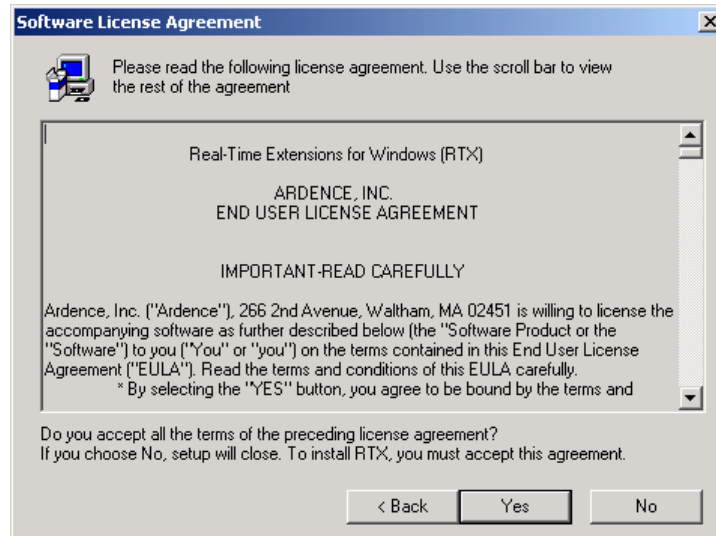 Software License Agreement
Please read the following license agreement. Use the scroll bar to view
the rest of the agreement
Real-Time Extensions for Windows (RTX)
ARDENCE, INC.
END USER LICENSE AGREEMENT
IMPORTANT-READ CAREFULLY
Ardence, Inc. ("Ardence"), 266 2nd Avenue, Waltham, MA 02451 is willing to license the
accompanying software as further described below (the "Software Product or the
"Software") to you ("You" or "you") on the terms contained in this End User License
Agreement ("EULA"). Read the terms and conditions of this EULA carefully.
* By selecting the "YES" button, you agree to be bound by the terms and
Do you accept all the terms of the preceding license agreement?
If you choose No, setup will close. To install RTX, you must accept this agreement.
< Back
Yes
No